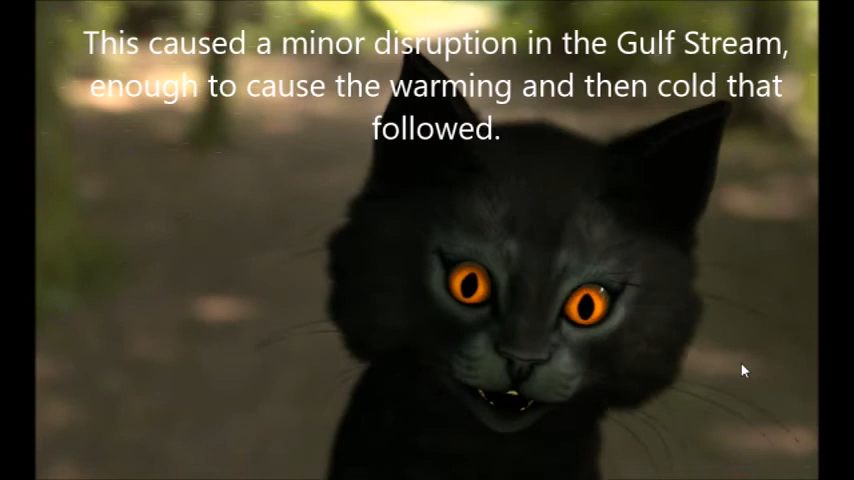 This caused a minor disruption in the Gulf Stream,
enough to cause the warming and then cold that
followed.